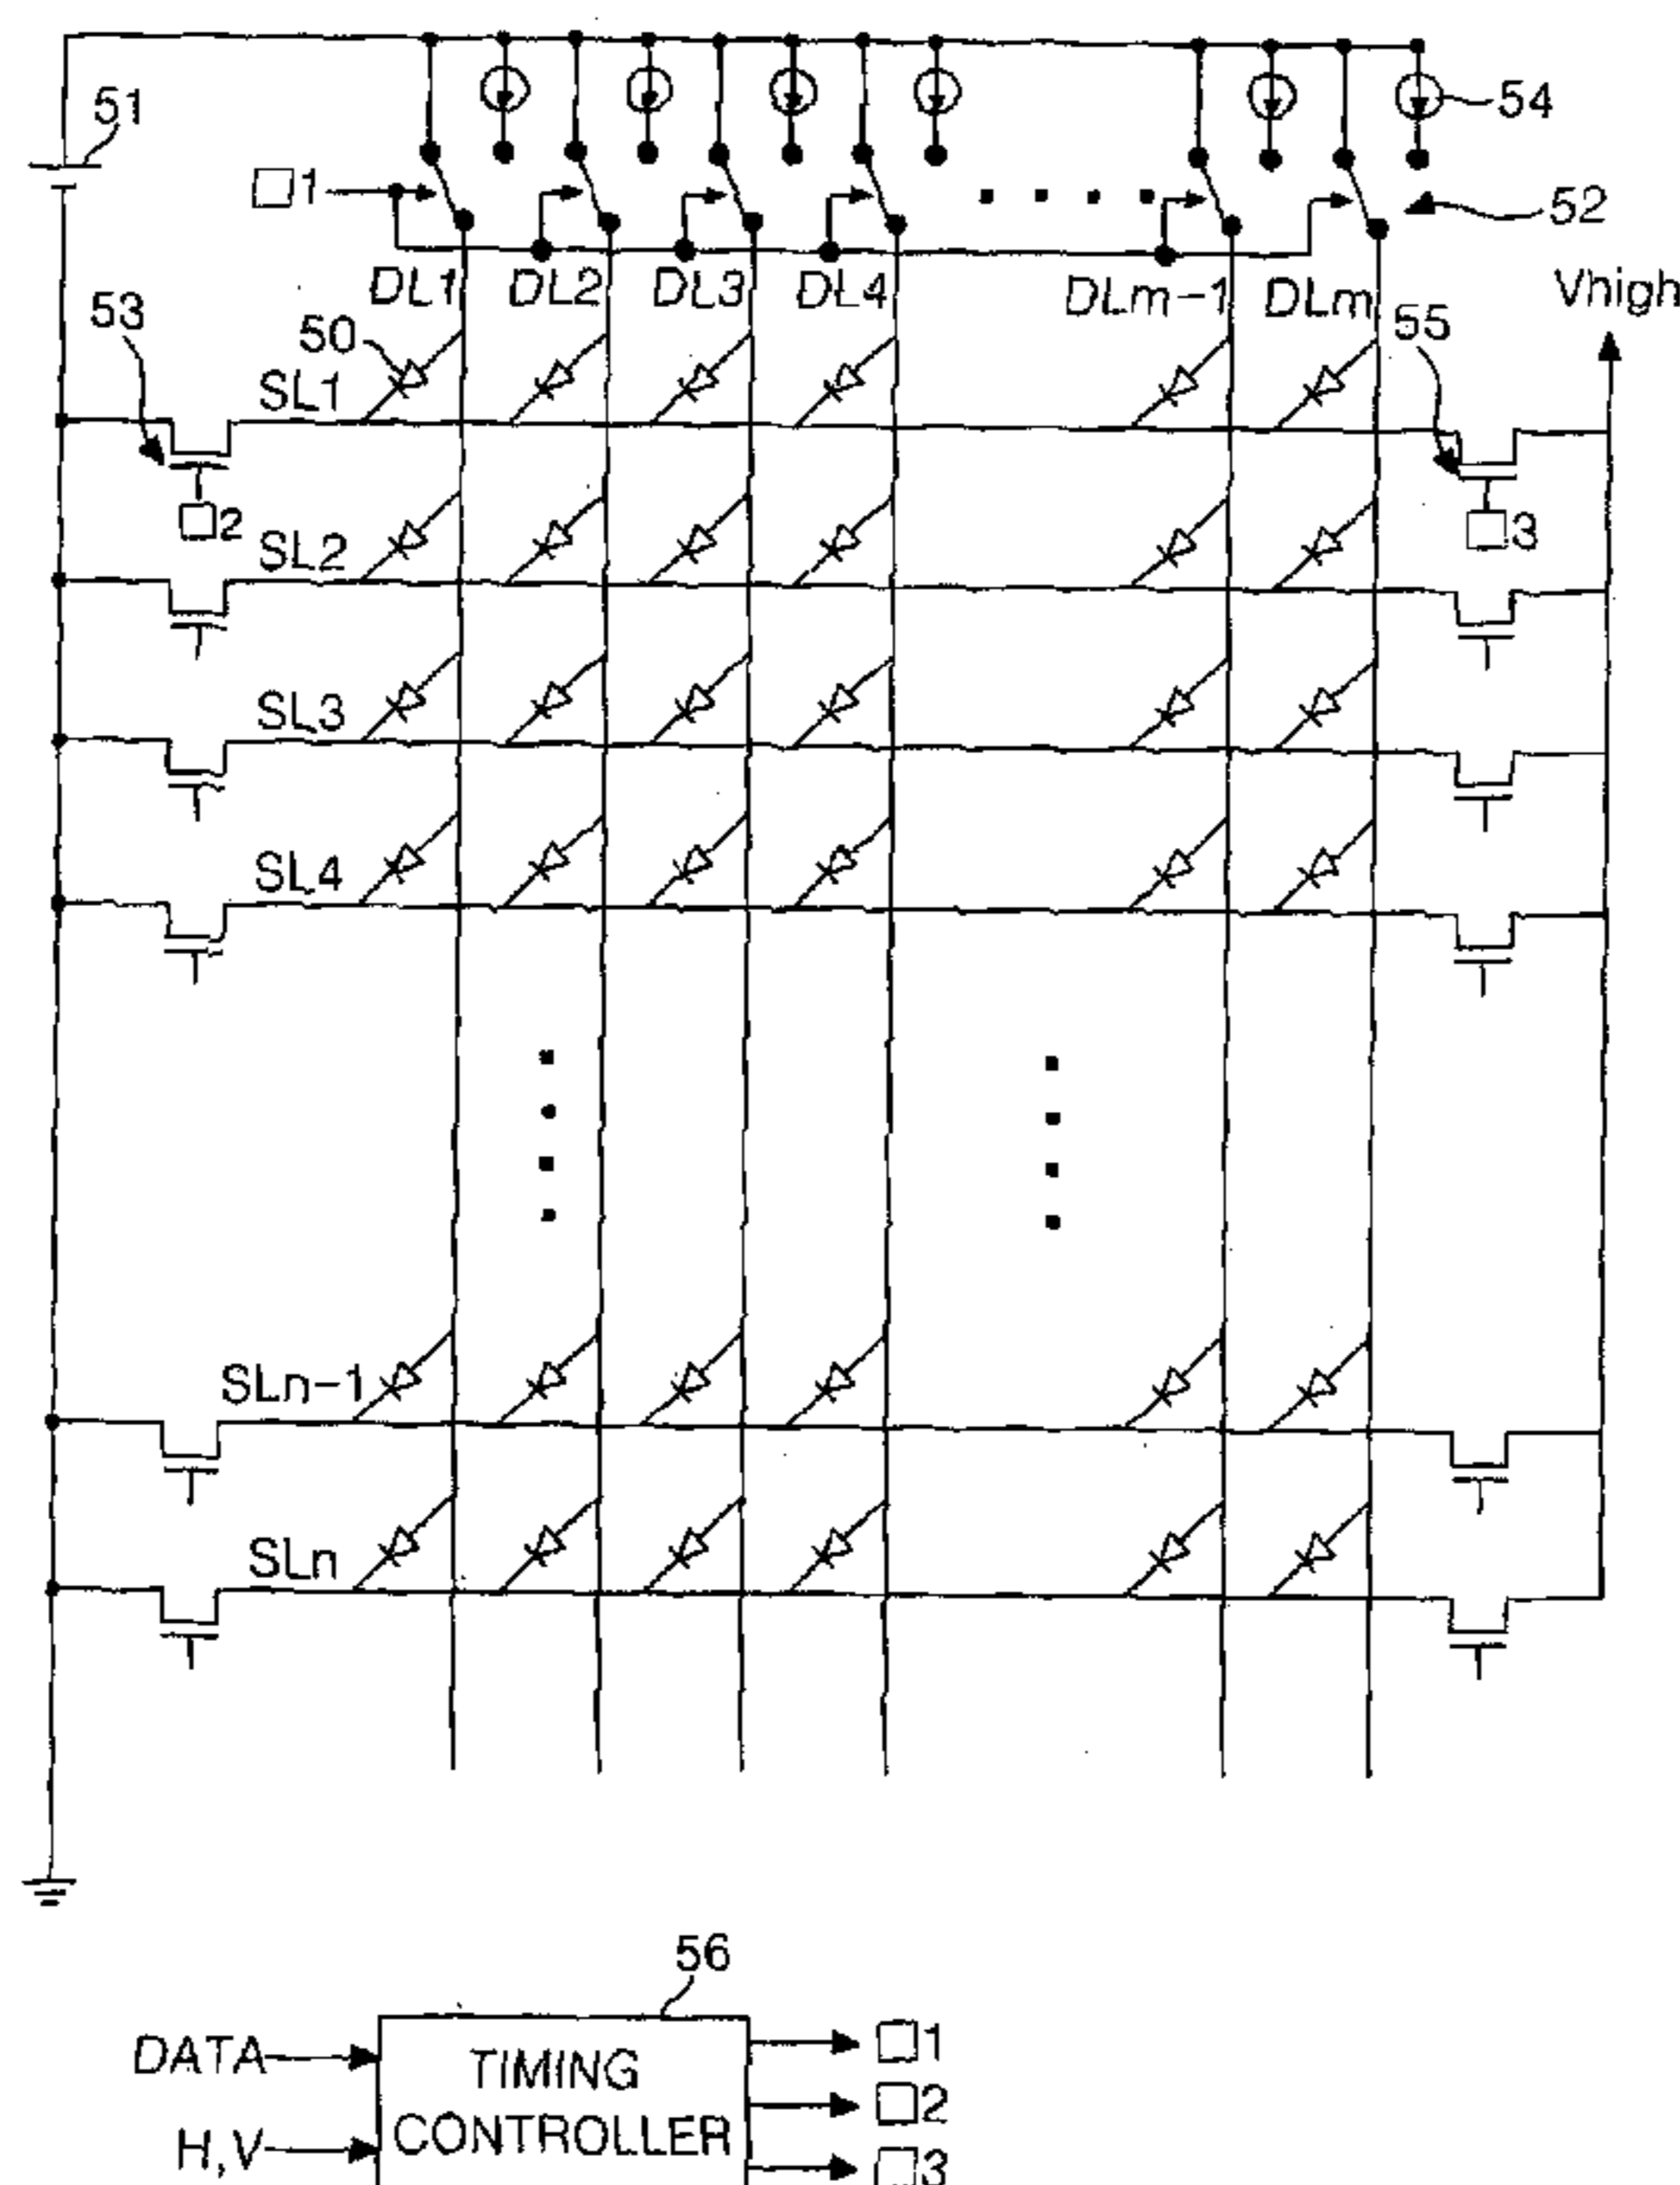 51
54
□1
52
DL1 DL2 DL3 DL4 DLm-1 DLm
Vhigh
53
50
55
SL1
□2
□3
SL2
SL3
SL4
SLn-1
SLn
56
DATA
TIMING
CONTROLLER
H,V
□1
□2
□3